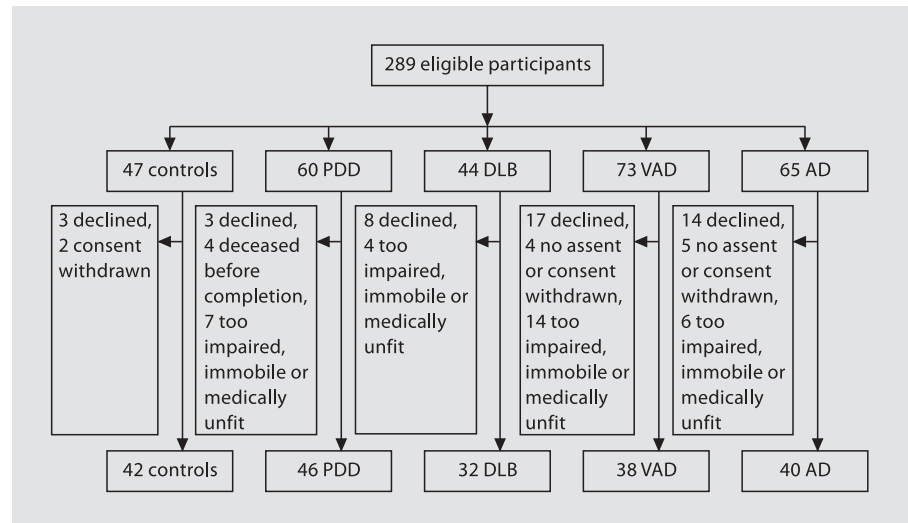 289 eligible participants
47 controls
60 PDD
44 DLB
73 VAD
65 AD
3 declined,
2 consent
withdrawn
3 declined,
4 deceased
before
completion,
7 too
impaired,
immobile or
medically
unfit
8 declined,
4 too
impaired,
immobile or
medically
unfit
17 declined,
4 no assent
or consent
withdrawn,
14 too
impaired,
immobile or
medically unfit
14 declined,
5 no assent
or consent
withdrawn,
6 too
impaired,
immobile or
medically unfit
42 controls
46 PDD
32 DLB
38 VAD
40 AD